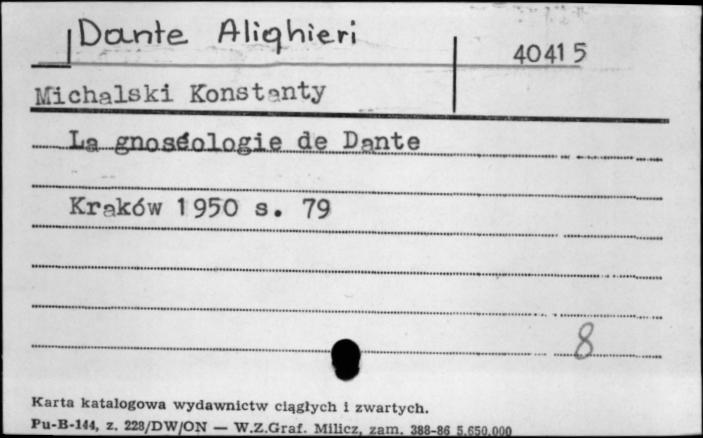 Dante Alighieri
40415
Michalski Konstanty
La gnoséologie de Dante
Kraków 1950 s. 79
8
Karta katalogowa wydawnictw ciągłych i zwartych.
Pu-B-144, z. 228/DW/ON — W.Z.Graf. Milicz, zam. 388-86 5.650.000